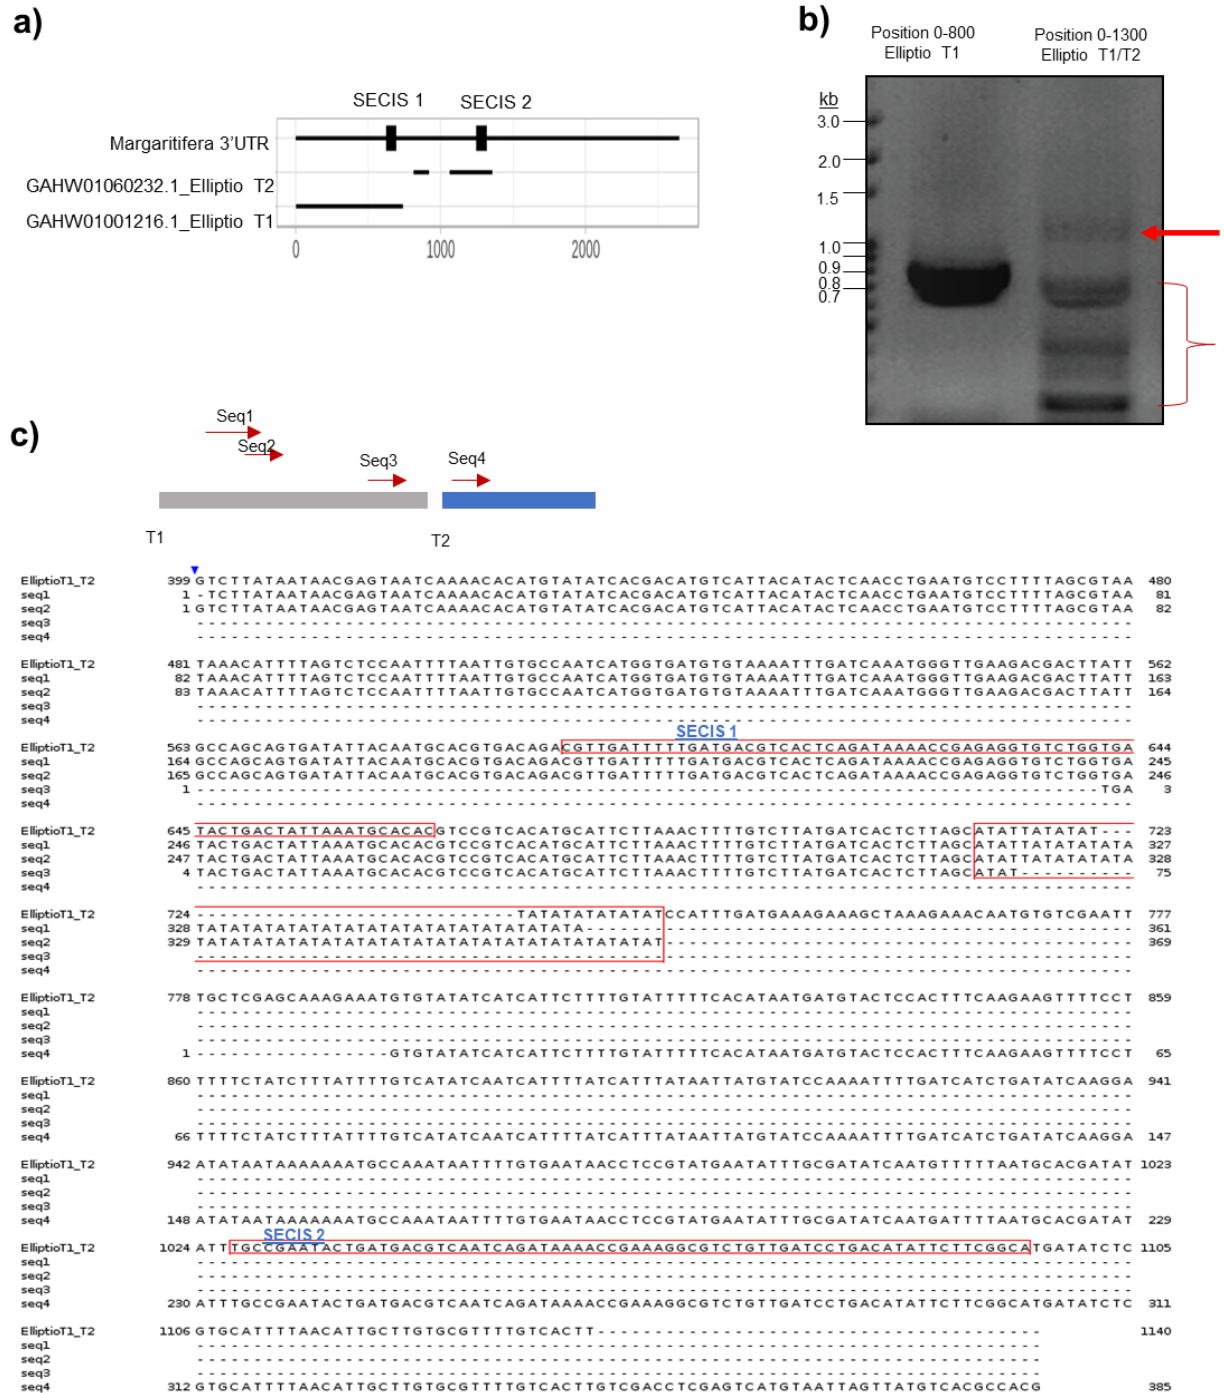 a)
SECIS 1 SECIS 2
Margaritifera 3'UTR
GAHW01060232.1_Elliptio T2
GAHW01001216.1_Elliptio T1
0 1000 2000
b)
Position 0-800
Elliptio T1
Position 0-1300
Elliptio T1/T2
kb
3.0
2.0
1.5
1.0
0.9
0.8
0.7
c)
Seq1
Seq2
Seq3
Seq4
T1
T2
ElliptioT1_T2 399 GTCTTATAATAACGAGTAATCAAAACACATGTATATCACGACATGTCATTACATACTCAACCTGAATGTCCTTTTAGCGTAA 480
seq1 1 -TCTTATAATAACGAGTAATCAAAACACATGTATATCACGACATGTCATTACATACTCAACCTGAATGTCCTTTTAGCGTAA 81
seq2 1 GTCTTATAATAACGAGTAATCAAAACACATGTATATCACGACATGTCATTACATACTCAACCTGAATGTCCTTTTAGCGTAA 82
seq3
seq4
ElliptioT1_T2 481 TAAACATTTTAGTCTCCAATTTTAATTGTGCCAATCATGGTGATGTGTAAAATTTGATCAAATGGGTTGAAGACGACTTATT 562
seq1 82 TAAACATTTTAGTCTCCAATTTTAATTGTGCCAATCATGGTGATGTGTAAAATTTGATCAAATGGGTTGAAGACGACTTATT 163
seq2 83 TAAACATTTTAGTCTCCAATTTTAATTGTGCCAATCATGGTGATGTGTAAAATTTGATCAAATGGGTTGAAGACGACTTATT 164
seq3
seq4
SECIS 1
ElliptioT1_T2 563 GCCAGCAGTGATATTACAATGCACGTGACAGACGTTGATTTTTGATGACGTCACTCAGATAAAACCGAGAGGTGTCTGGTGA 644
seq1 164 GCCAGCAGTGATATTACAATGCACGTGACAGACGTTGATTTTTGATGACGTCACTCAGATAAAACCGAGAGGTGTCTGGTGA 245
seq2 165 GCCAGCAGTGATATTACAATGCACGTGACAGACGTTGATTTTTGATGACGTCACTCAGATAAAACCGAGAGGTGTCTGGTGA 246
seq3 1 TGA 3
seq4
ElliptioT1_T2 645 TACTGACTATTAAATGCACACGTCCGTCACATGCATTCTTAAACTTTTGTCTTATGATCACTCTTAGCATATTATATAT--- 723
seq1 246 TACTGACTATTAAATGCACACGTCCGTCACATGCATTCTTAAACTTTTGTCTTATGATCACTCTTAGCATATTATATATATA 327
seq2 247 TACTGACTATTAAATGCACACGTCCGTCACATGCATTCTTAAACTTTTGTCTTATGATCACTCTTAGCATATTATATATATA 328
seq3 4 TACTGACTATTAAATGCACACGTCCGTCACATGCATTCTTAAACTTTTGTCTTATGATCACTCTTAGCATAT---------- 75
seq4
ElliptioT1_T2 724 ----------------------------TATATATATATATCCATTTGATGAAAGAAAGCTAAAGAAACAATGTGTCGAATT 777
seq1 328 TATATATATATATATATATATATATATATATATA 361
seq2 329 TATATATATATATATATATATATATATATATATATATATAT 369
seq3
seq4
ElliptioT1_T2 778 TGCTCGAGCAAAGAAATGTGTATATCATCATTCTTTTGTATTTTTCACATAATGATGTACTCCACTTTCAAGAAGTTTTCCT 859
seq1
seq2
seq3
seq4 1 -----------------GTGTATATCATCATTCTTTTGTATTTTTCACATAATGATGTACTCCACTTTCAAGAAGTTTTCCT 65
ElliptioT1_T2 860 TTTTCTATCTTTATTTTGTCATATCAATCATTTTATCATTTATAATTATGTATCCAAAATTTTGATCATCTGATATCAAGGA 941
seq1
seq2
seq3
seq4 66 TTTTCTATCTTTATTTTGTCATATCAATCATTTTATCATTTATAATTATGTATCCAAAATTTTGATCATCTGATATCAAGGA 147
ElliptioT1_T2 942 ATATAATAAAAAAATGCCAAATAATTTTGTGAATAACCTCCGTATGAATATTTGCGATATCAATGTTTTTAATGCACGATAT 1023
seq1
seq2
seq3
seq4 148 ATATAATAAAAAAATGCCAAATAATTTTGTGAATAACCTCCGTATGAATATTTGCGATATCAATGTTTTTAATGCACGATAT 229
SECIS 2
ElliptioT1_T2 1024 ATTTGCCGAATACTGATGACGTCAATCAGATAAAACCGAAAGGCGTCTGTTGATCCTGACATATTCTTCGGCATGATATCTC 1105
seq1
seq2
seq3
seq4 230 ATTTGCCGAATACTGATGACGTCAATCAGATAAAACCGAAAGGCGTCTGTTGATCCTGACATATTCTTCGGCATGATATCTC 311
ElliptioT1_T2 1106 GTGCATTTTAACATTGCTTGTGCGTTTTGTCACTT--------------------------------------- 1140
seq1
seq2
seq3
seq4 312 GTGCATTTTAACATTGCTTGTGCGTTTTGTCACTTGTCGACCTCGAGTCATGTAATTAGTTATGTCACGCCACG 385